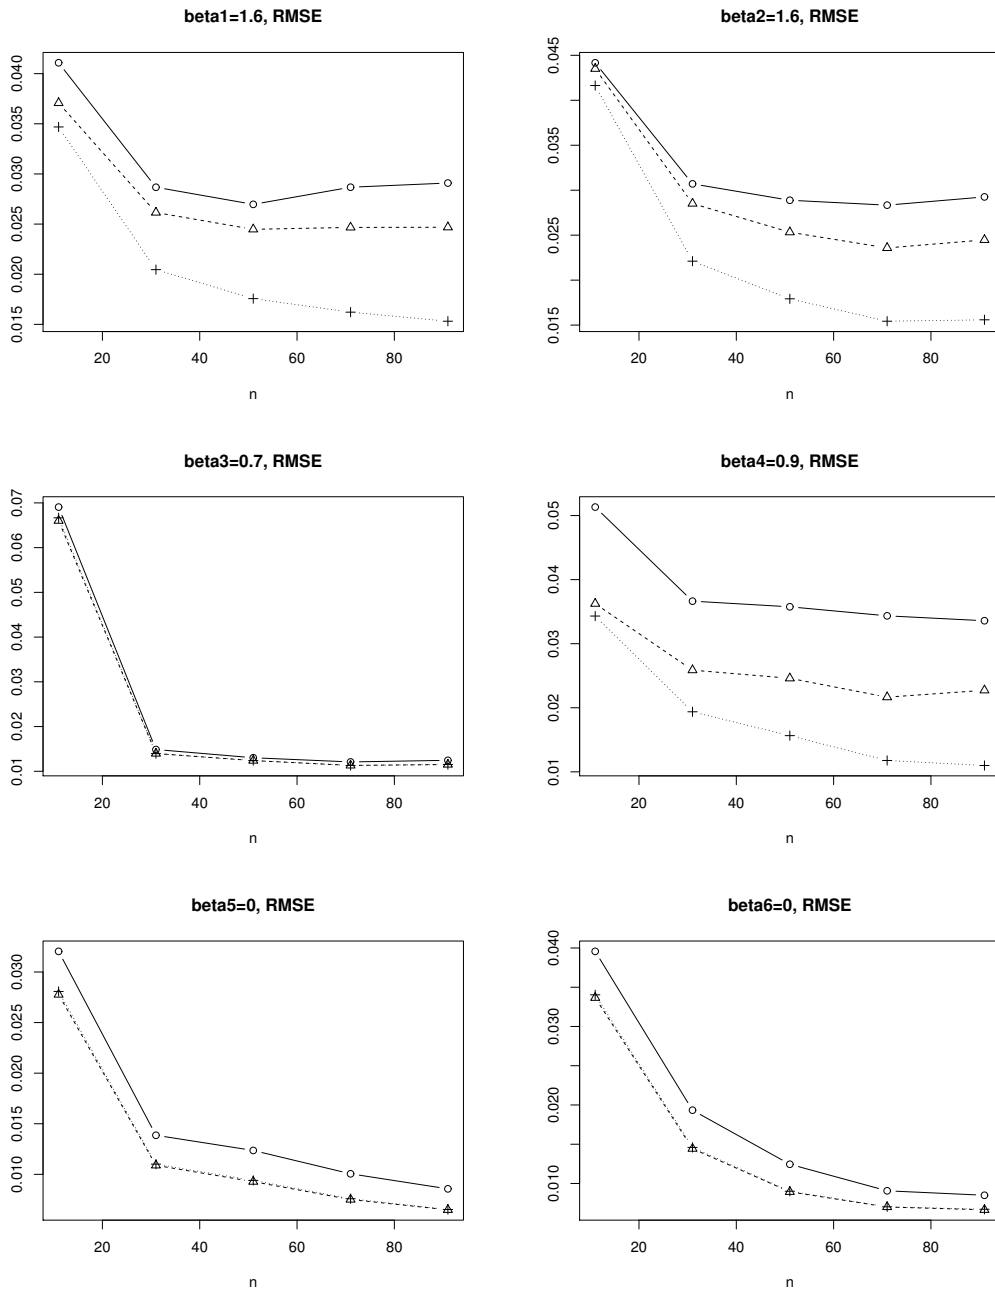 beta1=1.6, RMSE
0.040
0.035
0.030
0.025
0.020
0.015
20 40 60 80
n
beta2=1.6, RMSE
0.045
0.035
0.025
0.015
20 40 60 80
n
beta3=0.7, RMSE
0.07
0.06
0.05
0.04
0.03
0.02
0.01
20 40 60 80
n
beta4=0.9, RMSE
0.05
0.04
0.03
0.02
0.01
20 40 60 80
n
beta5=0, RMSE
0.030
0.025
0.020
0.015
0.010
20 40 60 80
n
beta6=0, RMSE
0.040
0.030
0.020
0.010
20 40 60 80
n